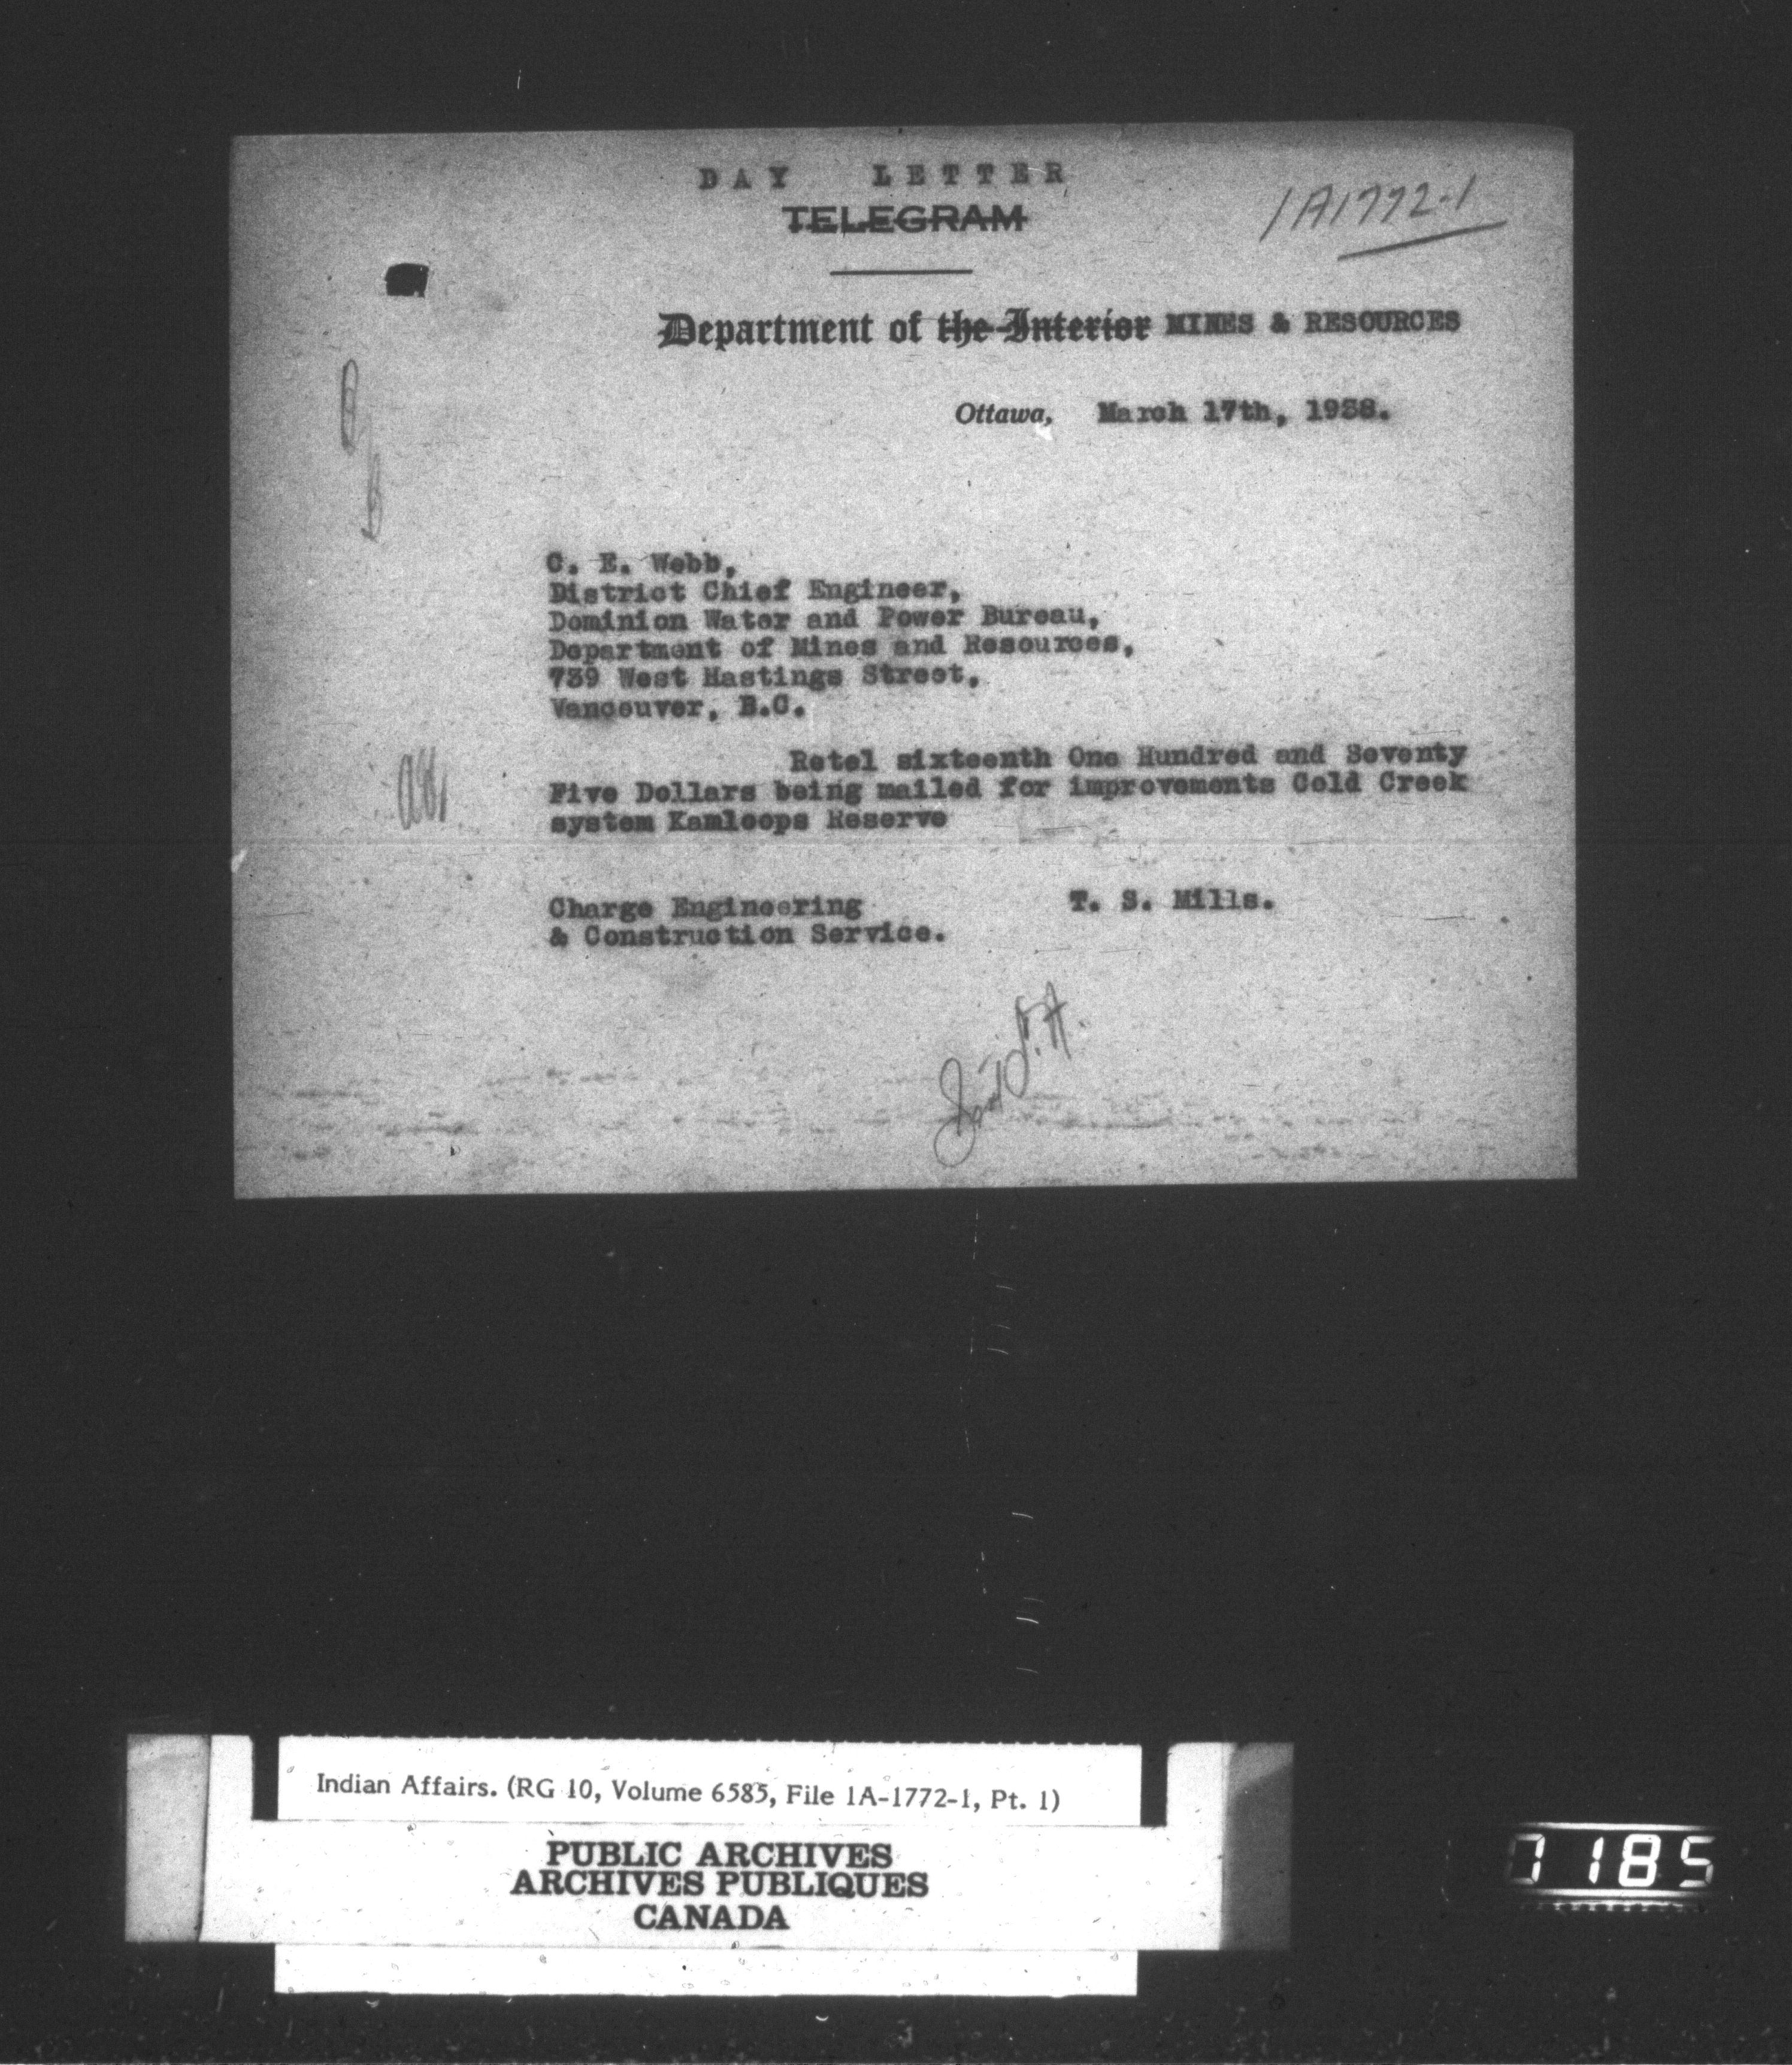 DAY LETTER
TELEGRAM
1A1772-1
Department of the Interior MINES & RESOURCES
Ottawa, March 17th, 1938.
C. E. Webb,
District Chief Engineer,
Dominion Water and Power Bureau,
Department of Mines and Resources,
739 West Hastings Street,
Vancouver, B.C.
Retel sixteenth One Hundred and Seventy
Five Dollars being mailed for improvements Cold Creek
system Kamloops Reserve
Charge Engineering
& Construction Service.
T. S. Mills.
Indian Affairs. (RG 10, Volume 6585, File 1A-1772-1, Pt. 1)
PUBLIC ARCHIVES
ARCHIVES PUBLIQUES
CANADA